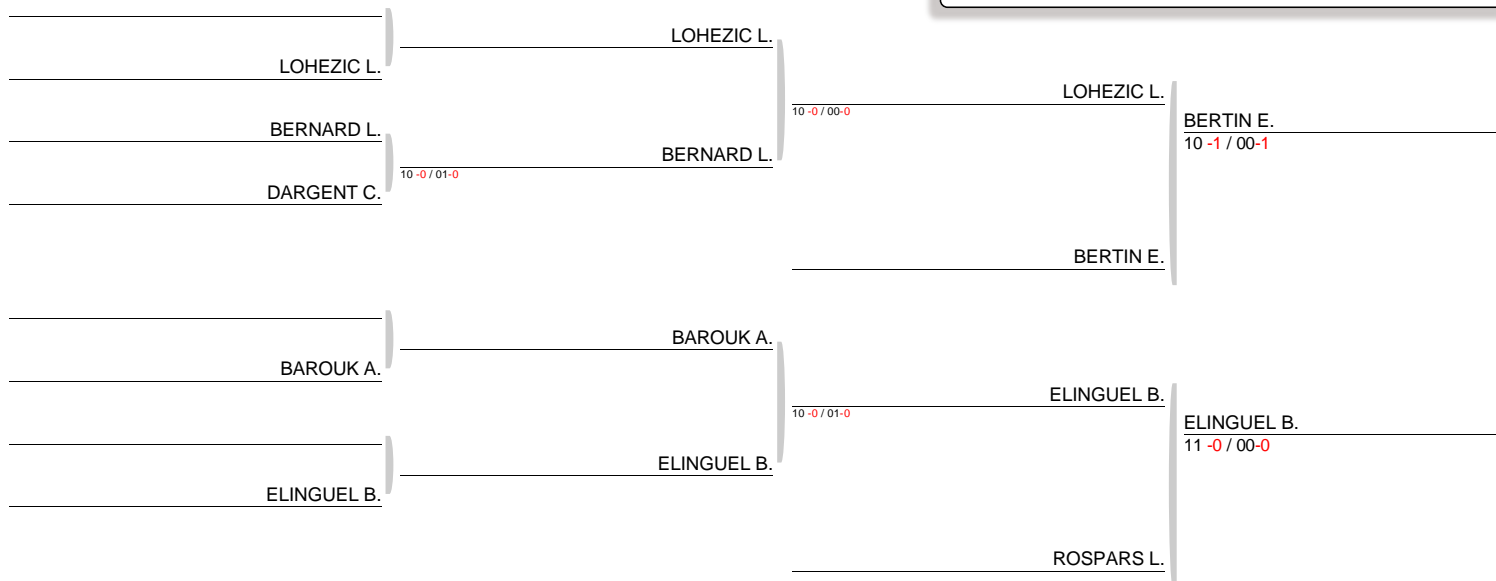 LOHEZIC L.
LOHEZIC L.
LOHEZIC L.
10 -0 / 00-0
BERTIN E.
10 -1 / 00-1
BERNARD L.
BERNARD L.
10 -0 / 01-0
DARGENT C.
BERTIN E.
BAROUK A.
BAROUK A.
ELINGUEL B.
10 -0 / 01-0
ELINGUEL B.
11 -0 / 00-0
ELINGUEL B.
ELINGUEL B.
ROSPARS L.